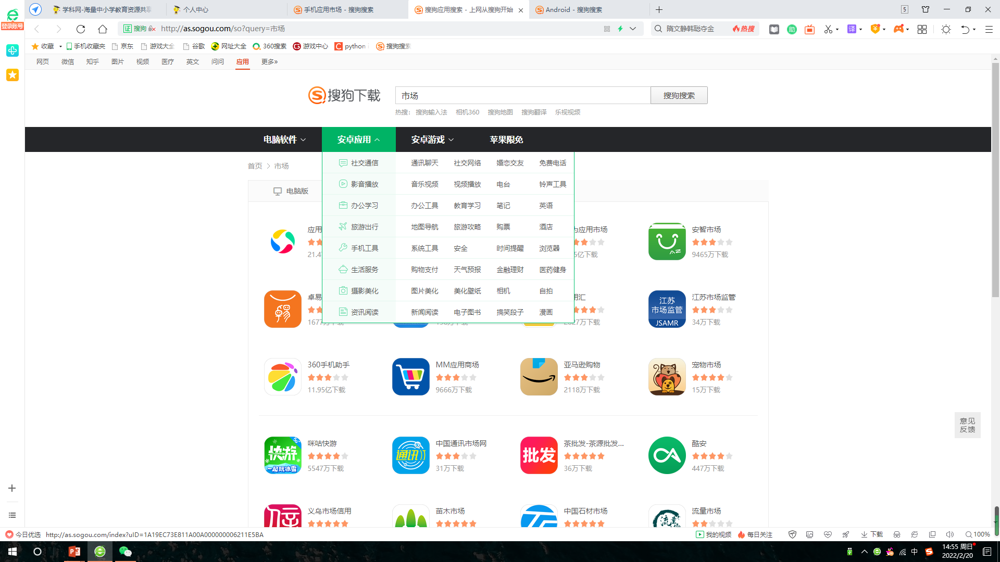 学科网-海量中小学教育资源共享
个人中心
手机应用市场 - 搜狗搜索
搜狗应用搜索 - 上网从搜狗开始
Android - 搜狗搜索
5
登录账号
证 搜狗
http://as.sogou.com/so?query=市场
隋文静韩聪夺金
热搜
收藏
手机收藏夹
京东
游戏大全
谷歌
网址大全
360搜索
游戏中心
python
搜狗搜索
网页 微信 知乎 图片 视频 医疗 英文 问问 应用 更多»
搜狗下载
市场
搜狗搜索
热搜: 搜狗输入法 相机360 搜狗地图 搜狗翻译 乐视视频
电脑软件 安卓应用 安卓游戏 苹果限免
首页 > 市场
电脑版
社交通信 通讯聊天 社交网络 婚恋交友 免费电话
影音播放 音乐视频 视频播放 电台 铃声工具
办公学习 办公工具 教育学习 笔记 英语
旅游出行 地图导航 旅游攻略 购票 酒店
手机工具 系统工具 安全 时间提醒 浏览器
生活服务 购物支付 天气预报 金融理财 医药健身
摄影美化 图片美化 美化壁纸 相机 自拍
资讯阅读 新闻阅读 电子图书 搞笑段子 漫画
应用
21.4
为应用市场
亿下载
安智市场
9465万下载
卓易
1677万下载
用汇
2627万下载
江苏
市场监管
JSAMR
江苏市场监管
34万下载
360手机助手
11.95亿下载
MM应用商场
9666万下载
亚马逊购物
2118万下载
宠物市场
15万下载
快游
一起玩冰雪
咪咕快游
5547万下载
通讯
中国通讯市场网
31万下载
批发
茶批发-茶源批发...
36万下载
酷安
447万下载
义乌市场信用
苗木市场
中国石材市场
流量市场
意见
反馈
今日优选
http://as.sogou.com/index?uID=1A19EC73E811A00A000000006211E5BA
我的视频
每日关注
下载
100%
中
14:55 周日
2022/2/20